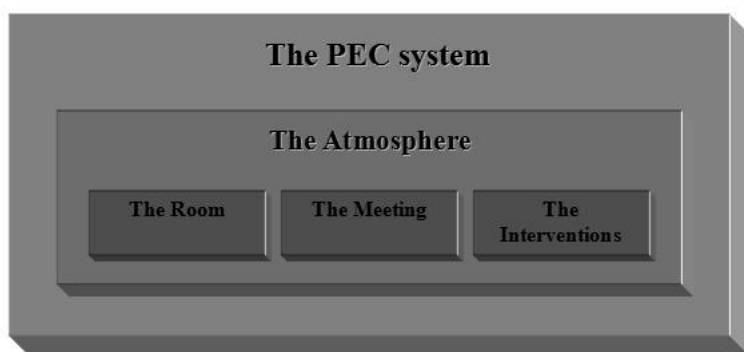 The PEC system
The Atmosphere
The Room
The Meeting
The
Interventions